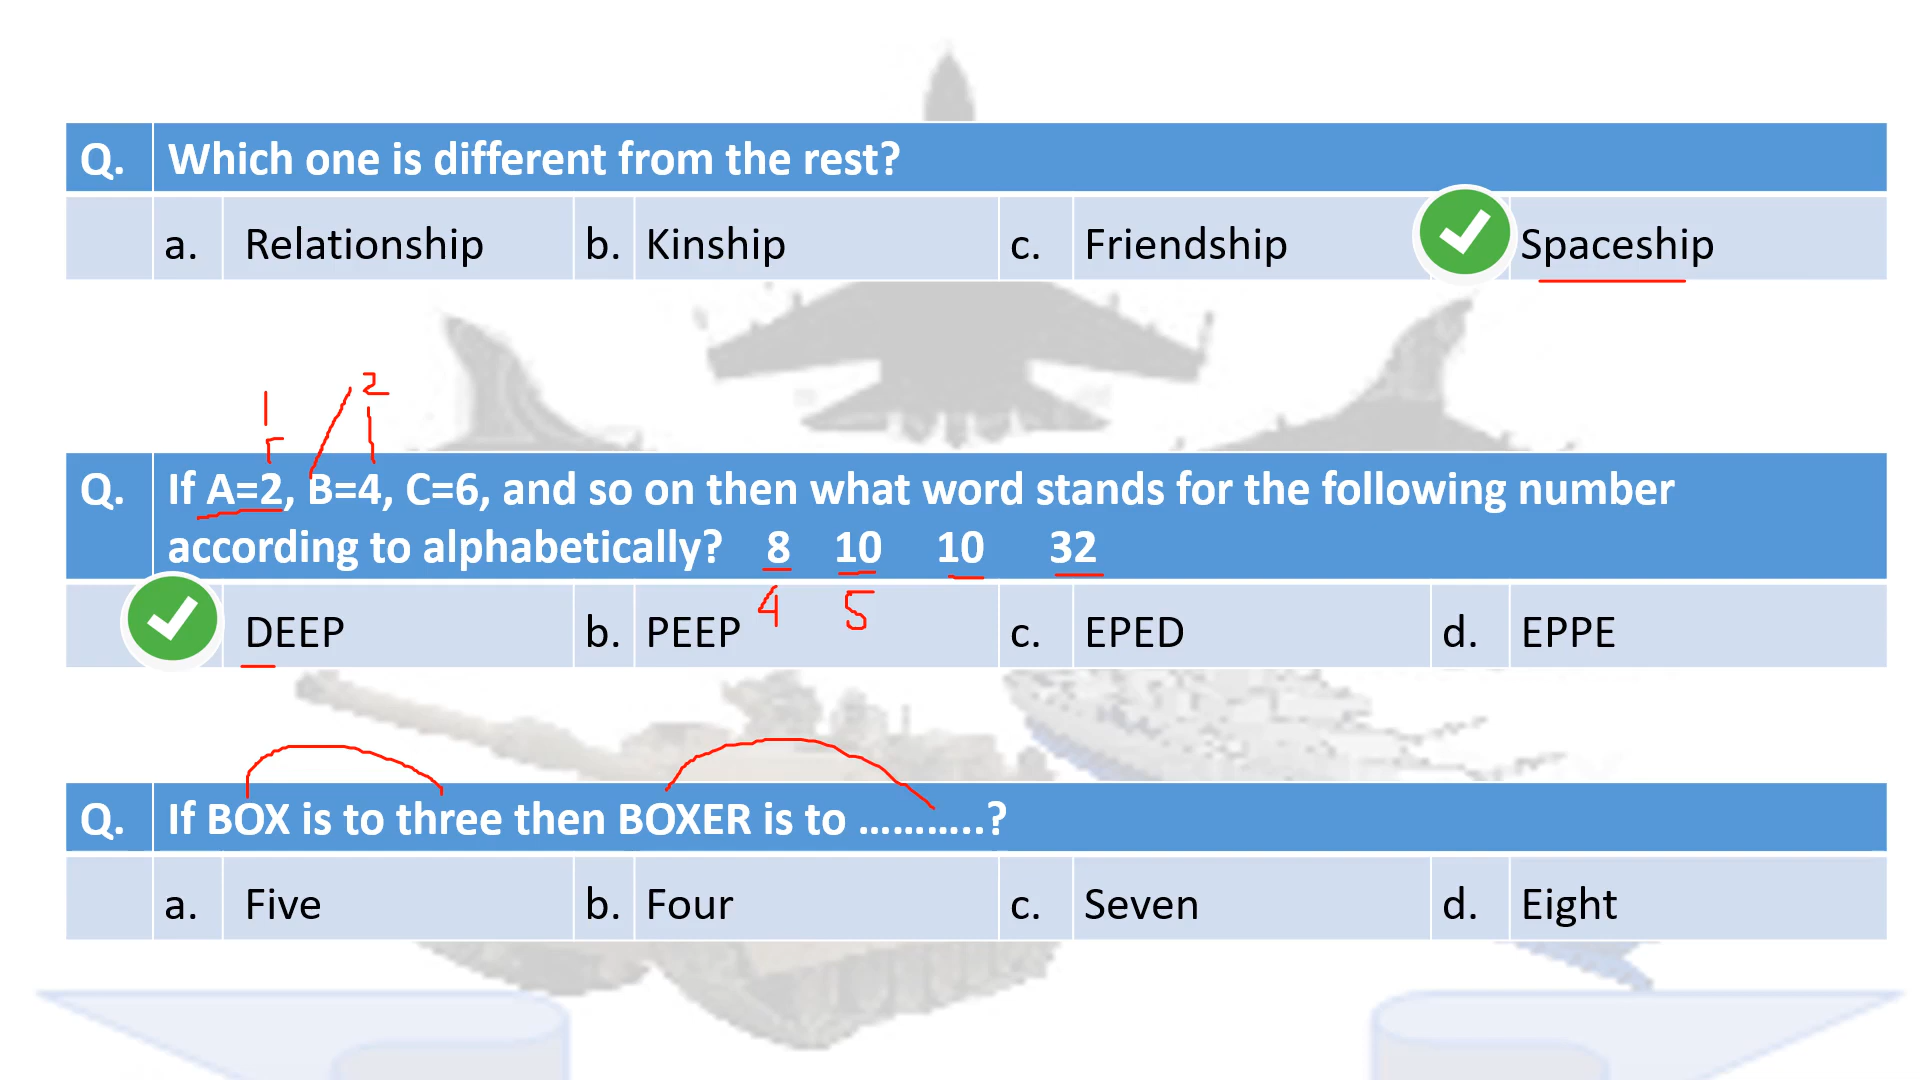 Q. Which one is different from the rest?
a. Relationship b. Kinship c. Friendship Spaceship
1 2
Q. If A=2, B=4, C=6, and so on then what word stands for the following number
according to alphabetically? 8 10 10 32
4 5
DEEP b. PEEP c. EPED d. EPPE
Q. If BOX is to three then BOXER is to ………..?
a. Five b. Four c. Seven d. Eight